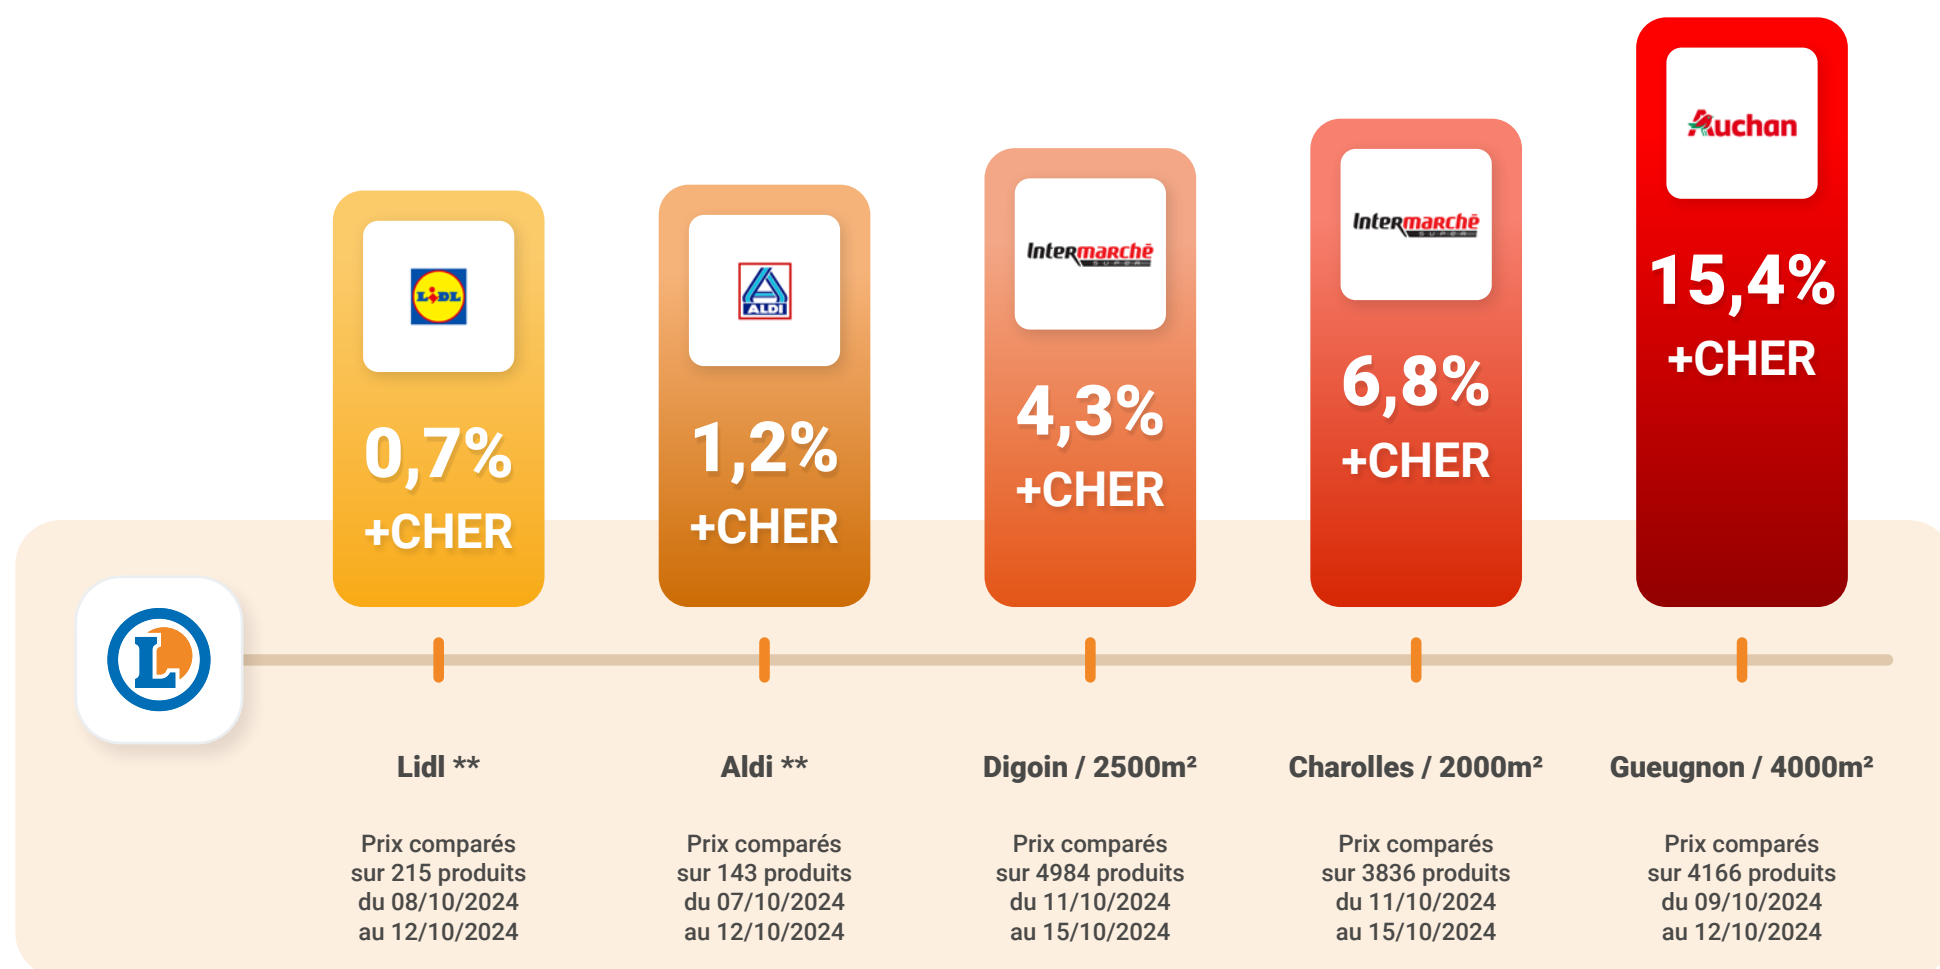 LIDL
0,7%
+CHER
ALDI
1,2%
+CHER
Intermarchē
SUPER
4,3%
+CHER
Intermarchē
SUPER
6,8%
+CHER
Auchan
15,4%
+CHER
L
Lidl **
Prix comparés
sur 215 produits
du 08/10/2024
au 12/10/2024
Aldi **
Prix comparés
sur 143 produits
du 07/10/2024
au 12/10/2024
Digoin / 2500m²
Prix comparés
sur 4984 produits
du 11/10/2024
au 15/10/2024
Charolles / 2000m²
Prix comparés
sur 3836 produits
du 11/10/2024
au 15/10/2024
Gueugnon / 4000m²
Prix comparés
sur 4166 produits
du 09/10/2024
au 12/10/2024